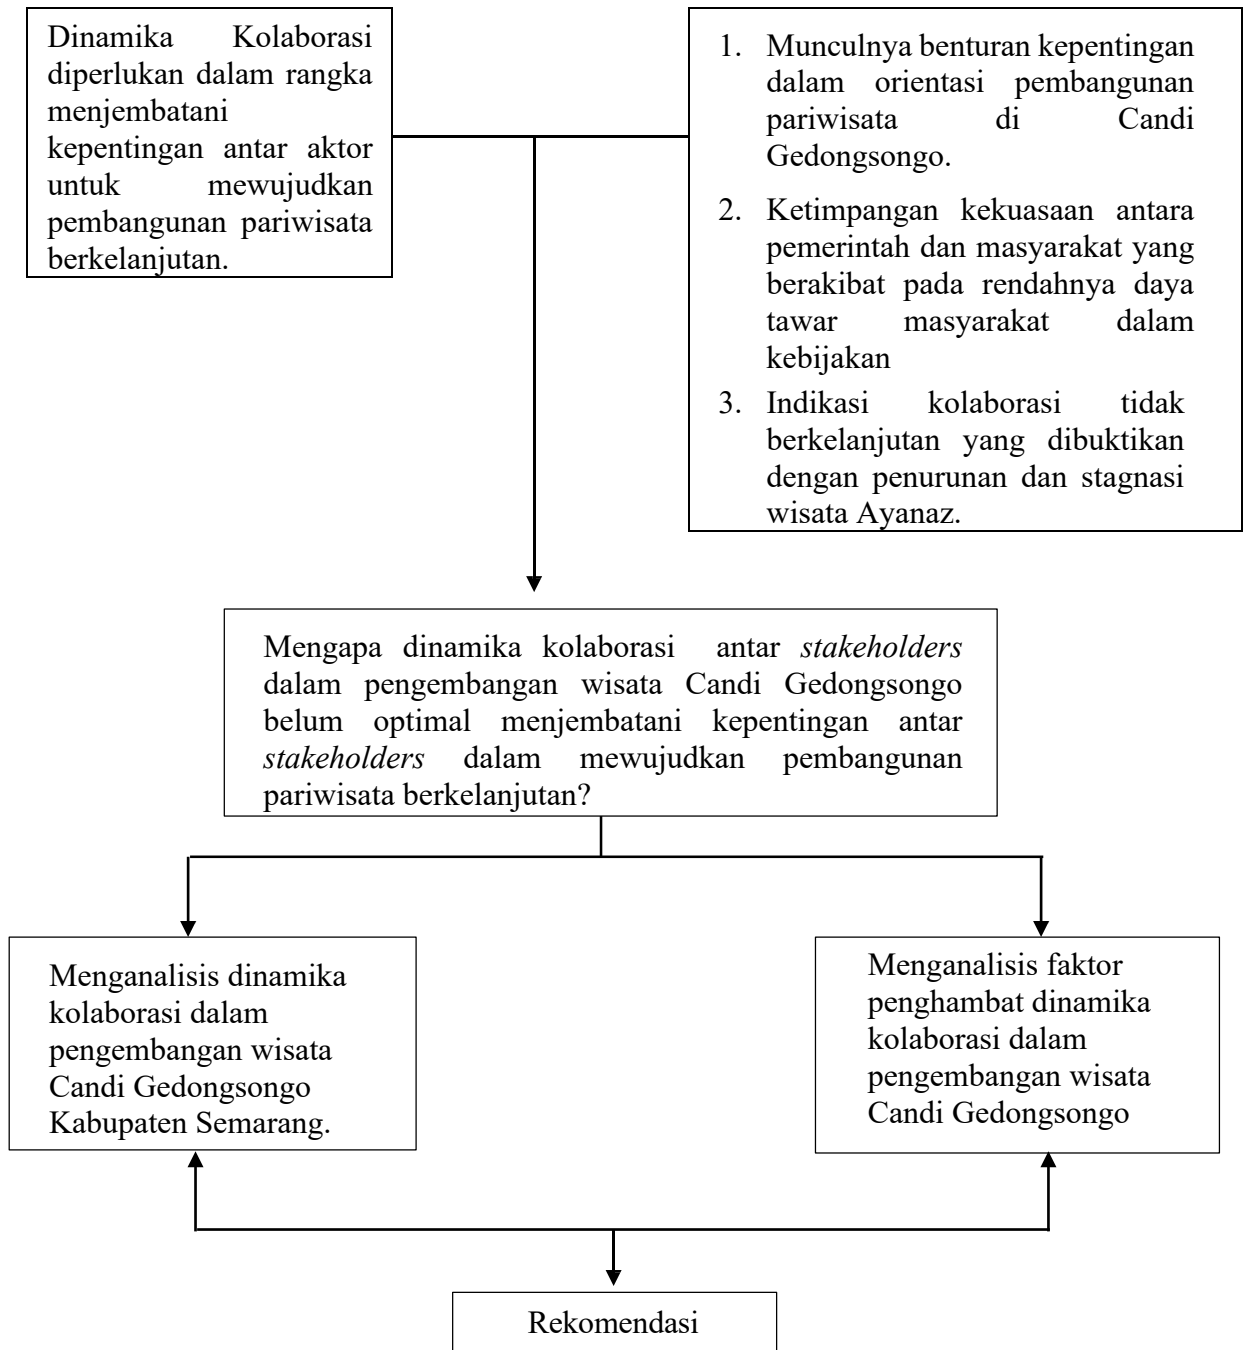 Dinamika Kolaborasi
diperlukan dalam rangka
menjembatani
kepentingan antar aktor
untuk mewujudkan
pembangunan pariwisata
berkelanjutan.
1. Munculnya benturan kepentingan
dalam orientasi pembangunan
pariwisata di Candi
Gedongsongo.
2. Ketimpangan kekuasaan antara
pemerintah dan masyarakat yang
berakibat pada rendahnya daya
tawar masyarakat dalam
kebijakan
3. Indikasi kolaborasi tidak
berkelanjutan yang dibuktikan
dengan penurunan dan stagnasi
wisata Ayanaz.
Mengapa dinamika kolaborasi antar stakeholders
dalam pengembangan wisata Candi Gedongsongo
belum optimal menjembatani kepentingan antar
stakeholders dalam mewujudkan pembangunan
pariwisata berkelanjutan?
Menganalisis dinamika
kolaborasi dalam
pengembangan wisata
Candi Gedongsongo
Kabupaten Semarang.
Menganalisis faktor
penghambat dinamika
kolaborasi dalam
pengembangan wisata
Candi Gedongsongo
Rekomendasi